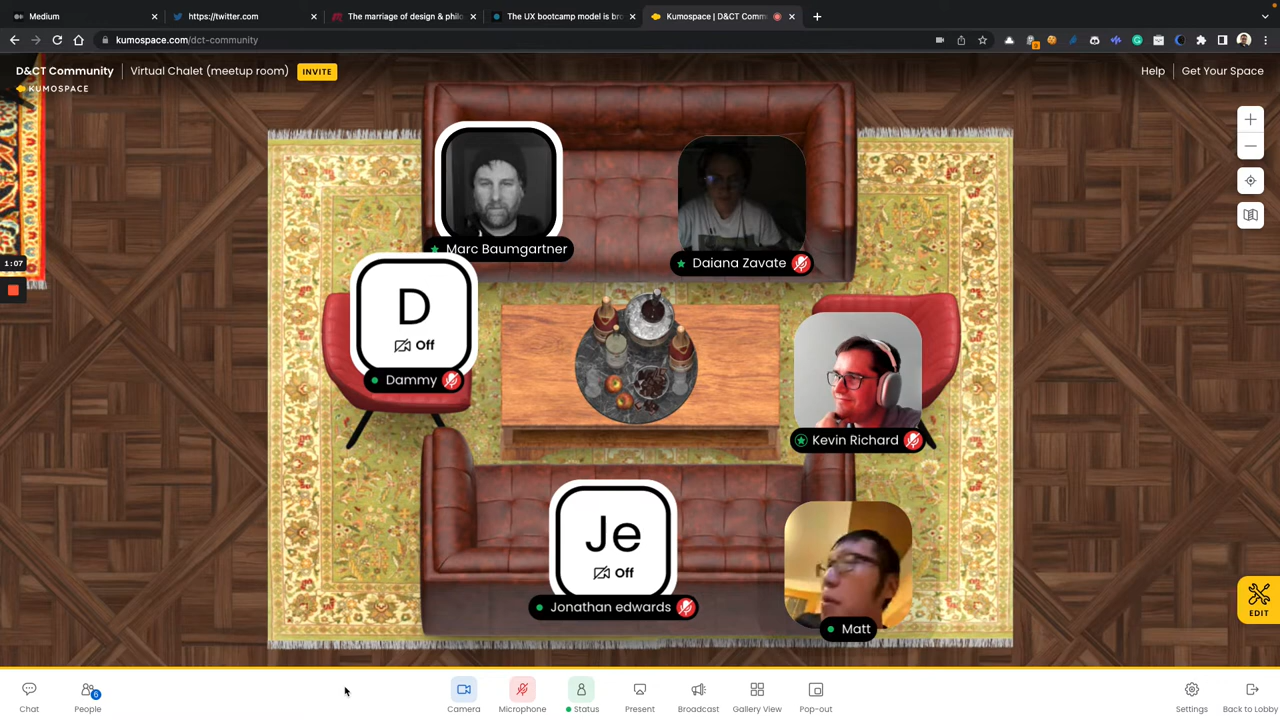 Medium
https://twitter.com
The marriage of design & philo
The UX bootcamp model is bro
Kumospace | D&CT Comm
kumospace.com/dct-community
D&CT Community
Virtual Chalet (meetup room)
INVITE
KUMOSPACE
Help
Get Your Space
Marc Baumgartner
Daiana Zavate
1:07
D
Off
Dammy
Kevin Richard
Je
Off
Jonathan edwards
Matt
EDIT
6
Chat
People
Camera
Microphone
Status
Present
Broadcast
Gallery View
Pop-out
Settings
Back to Lobby